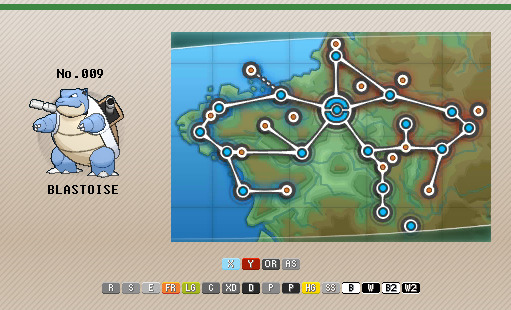 No.009
BLASTOISE
X Y OR AS
R S E FR LG C XD D P P HG SS B W B2 W2